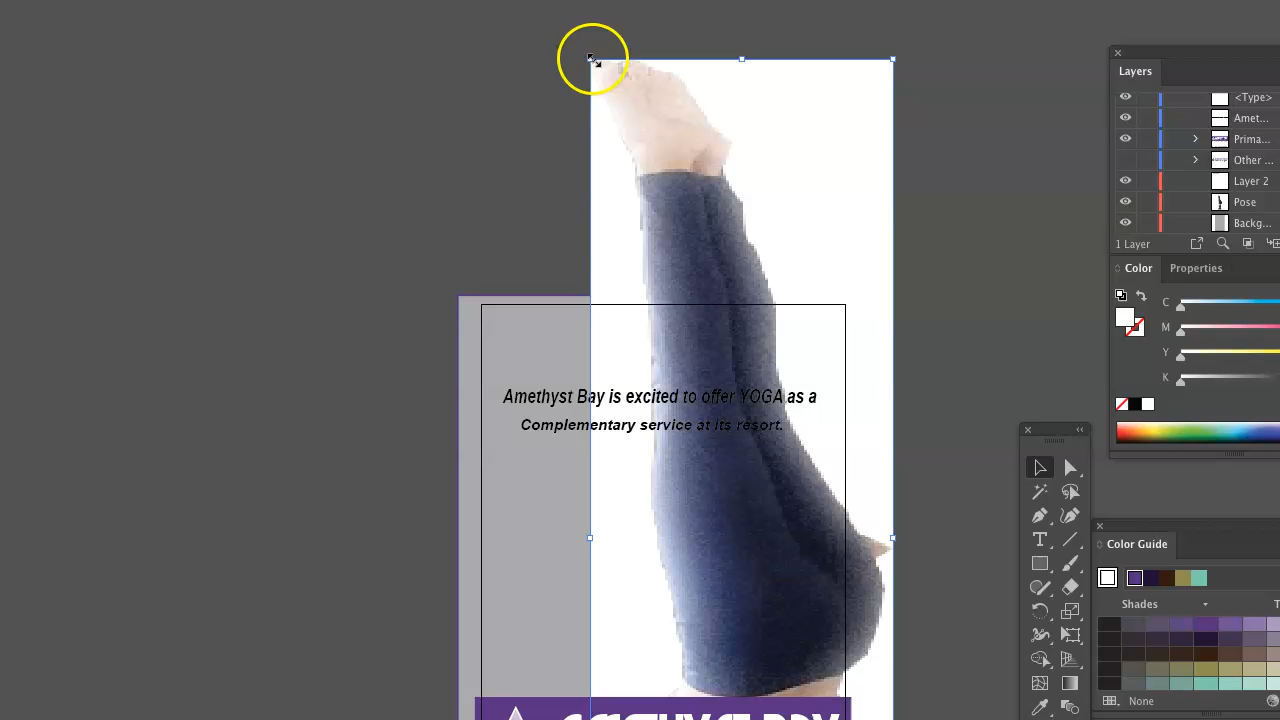 Layers
<Type>
Amet...
Prima...
Other ...
Layer 2
Pose
Backg...
1 Layer
Color
Properties
C
M
Y
K
Amethyst Bay is excited to offer YOGA as a
Complementary service at its resort.
Color Guide
Shades
None